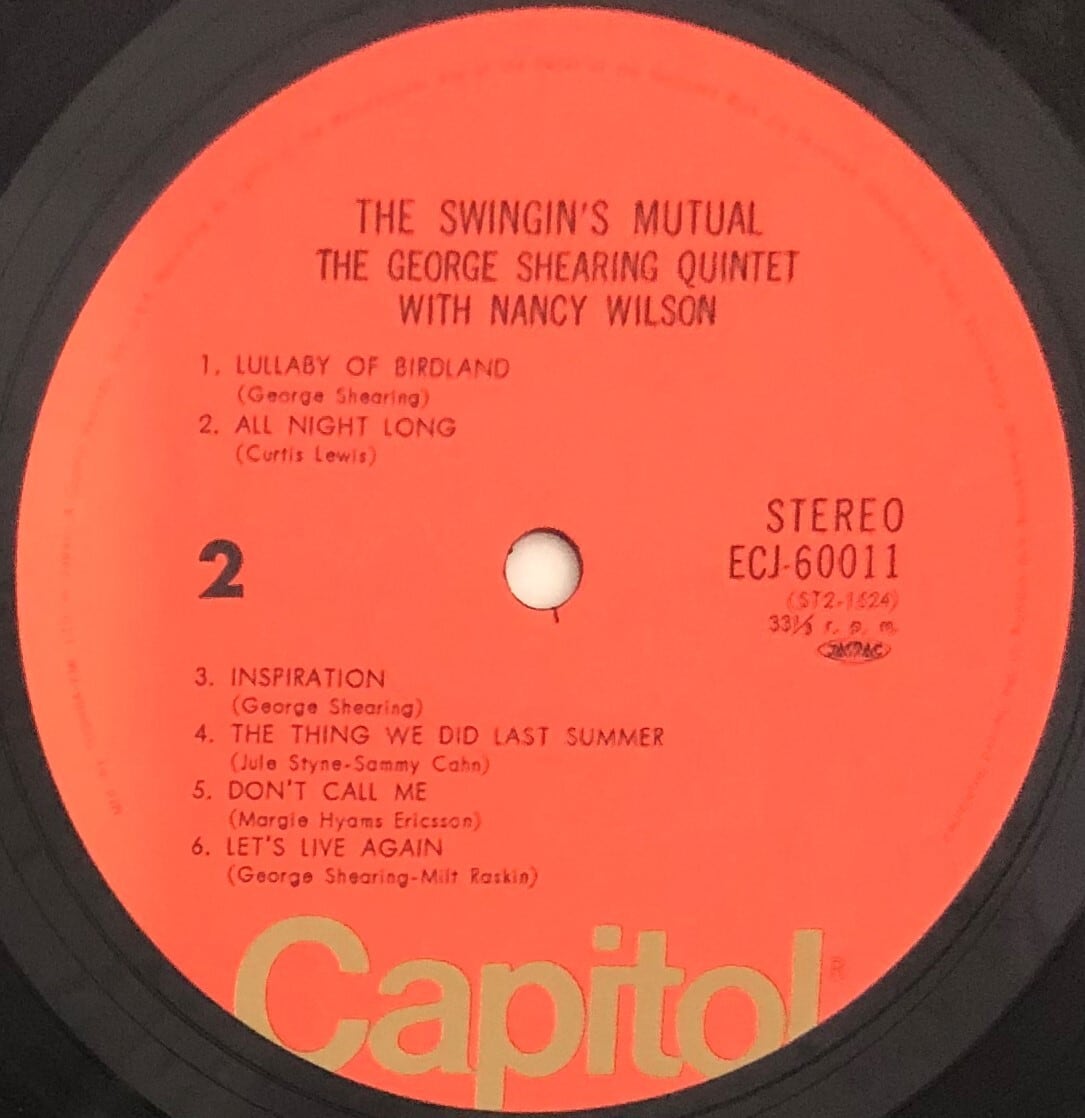 THE SWINGIN'S MUTUAL
THE GEORGE SHEARING QUINTET
WITH NANCY WILSON
1. LULLABY OF BIRDLAND
(George Shearing)
2. ALL NIGHT LONG
(Curtis Lewis)
2
STEREO
ECJ-60011
(ST2-1524)
33⅓ r. p. m.
3. INSPIRATION
(George Shearing)
4. THE THING WE DID LAST SUMMER
(Jule Styne-Sammy Cahn)
5. DON'T CALL ME
(Margie Hyams Ericsson)
6. LET'S LIVE AGAIN
(George Shearing-Milt Raskin)
Capitol
®